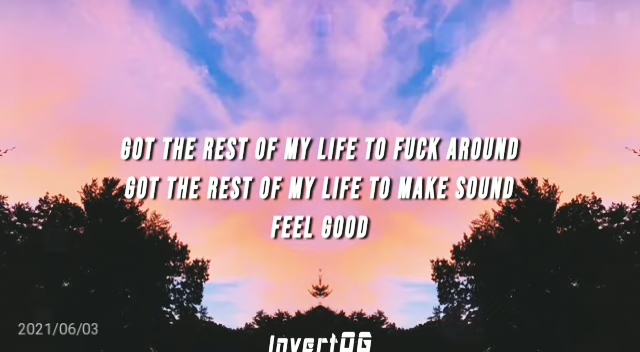 GOT THE REST OF MY LIFE TO FUCK AROUND
GOT THE REST OF MY LIFE TO MAKE SOUND
FEEL GOOD
2021/06/03
InvertOG